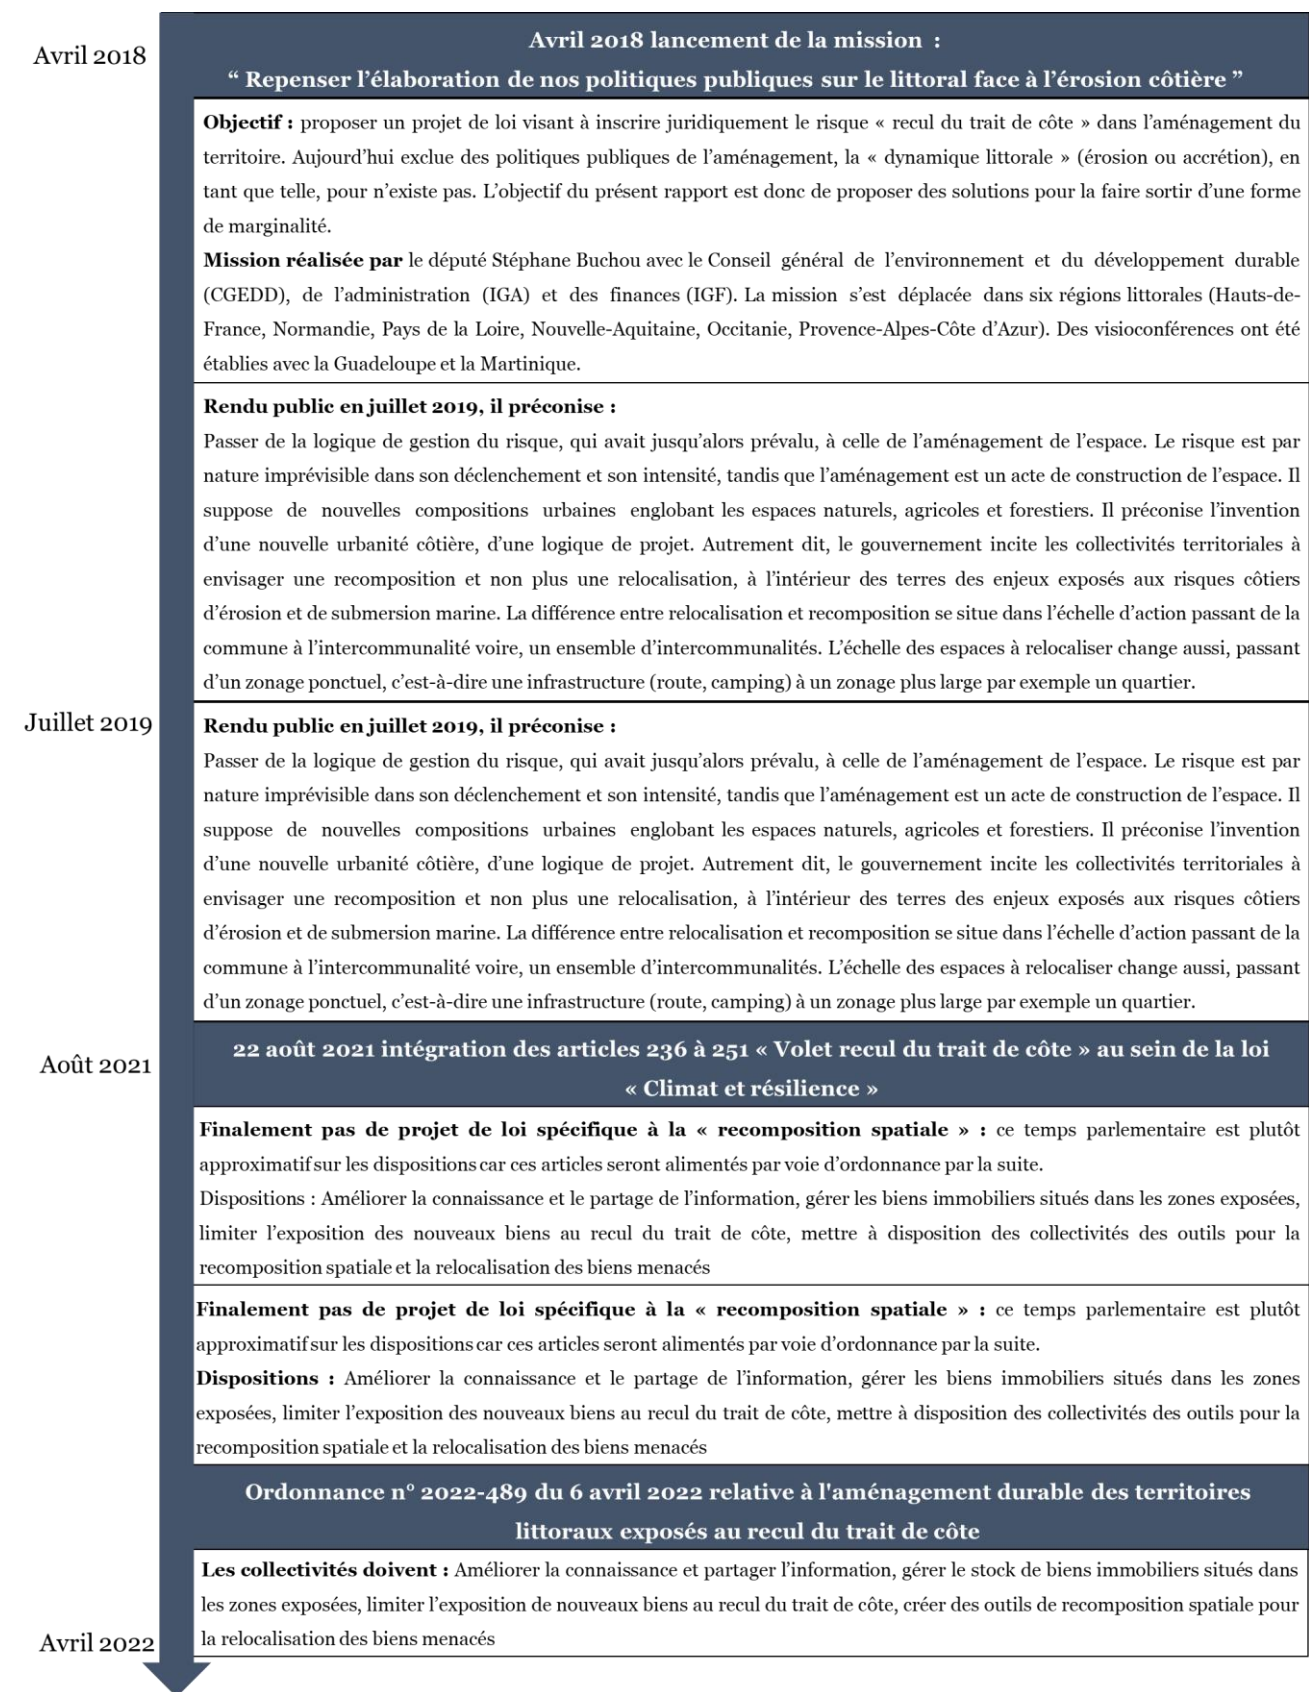 Avril 2018
Avril 2018 lancement de la mission :
“ Repenser l’élaboration de nos politiques publiques sur le littoral face à l’érosion côtière ”
Objectif : proposer un projet de loi visant à inscrire juridiquement le risque « recul du trait de côte » dans l’aménagement du
territoire. Aujourd’hui exclue des politiques publiques de l’aménagement, la « dynamique littorale » (érosion ou accrétion), en
tant que telle, pour n’existe pas. L’objectif du présent rapport est donc de proposer des solutions pour la faire sortir d’une forme
de marginalité.
Mission réalisée par le député Stéphane Buchou avec le Conseil général de l’environnement et du développement durable
(CGEDD), de l’administration (IGA) et des finances (IGF). La mission s’est déplacée dans six régions littorales (Hauts-de-
France, Normandie, Pays de la Loire, Nouvelle-Aquitaine, Occitanie, Provence-Alpes-Côte d’Azur). Des visioconférences ont été
établies avec la Guadeloupe et la Martinique.
Rendu public en juillet 2019, il préconise :
Passer de la logique de gestion du risque, qui avait jusqu’alors prévalu, à celle de l’aménagement de l’espace. Le risque est par
nature imprévisible dans son déclenchement et son intensité, tandis que l’aménagement est un acte de construction de l’espace. Il
suppose de nouvelles compositions urbaines englobant les espaces naturels, agricoles et forestiers. Il préconise l’invention
d’une nouvelle urbanité côtière, d’une logique de projet. Autrement dit, le gouvernement incite les collectivités territoriales à
envisager une recomposition et non plus une relocalisation, à l’intérieur des terres des enjeux exposés aux risques côtiers
d’érosion et de submersion marine. La différence entre relocalisation et recomposition se situe dans l’échelle d’action passant de la
commune à l’intercommunalité voire, un ensemble d’intercommunalités. L’échelle des espaces à relocaliser change aussi, passant
d’un zonage ponctuel, c’est-à-dire une infrastructure (route, camping) à un zonage plus large par exemple un quartier.
Juillet 2019
Rendu public en juillet 2019, il préconise :
Passer de la logique de gestion du risque, qui avait jusqu’alors prévalu, à celle de l’aménagement de l’espace. Le risque est par
nature imprévisible dans son déclenchement et son intensité, tandis que l’aménagement est un acte de construction de l’espace. Il
suppose de nouvelles compositions urbaines englobant les espaces naturels, agricoles et forestiers. Il préconise l’invention
d’une nouvelle urbanité côtière, d’une logique de projet. Autrement dit, le gouvernement incite les collectivités territoriales à
envisager une recomposition et non plus une relocalisation, à l’intérieur des terres des enjeux exposés aux risques côtiers
d’érosion et de submersion marine. La différence entre relocalisation et recomposition se situe dans l’échelle d’action passant de la
commune à l’intercommunalité voire, un ensemble d’intercommunalités. L’échelle des espaces à relocaliser change aussi, passant
d’un zonage ponctuel, c’est-à-dire une infrastructure (route, camping) à un zonage plus large par exemple un quartier.
Août 2021
22 août 2021 intégration des articles 236 à 251 « Volet recul du trait de côte » au sein de la loi
« Climat et résilience »
Finalement pas de projet de loi spécifique à la « recomposition spatiale » : ce temps parlementaire est plutôt
approximatif sur les dispositions car ces articles seront alimentés par voie d’ordonnance par la suite.
Dispositions : Améliorer la connaissance et le partage de l’information, gérer les biens immobiliers situés dans les zones exposées,
limiter l’exposition des nouveaux biens au recul du trait de côte, mettre à disposition des collectivités des outils pour la
recomposition spatiale et la relocalisation des biens menacés
Finalement pas de projet de loi spécifique à la « recomposition spatiale » : ce temps parlementaire est plutôt
approximatif sur les dispositions car ces articles seront alimentés par voie d’ordonnance par la suite.
Dispositions : Améliorer la connaissance et le partage de l’information, gérer les biens immobiliers situés dans les zones
exposées, limiter l’exposition des nouveaux biens au recul du trait de côte, mettre à disposition des collectivités des outils pour la
recomposition spatiale et la relocalisation des biens menacés
Ordonnance n° 2022-489 du 6 avril 2022 relative à l'aménagement durable des territoires
littoraux exposés au recul du trait de côte
Les collectivités doivent : Améliorer la connaissance et partager l’information, gérer le stock de biens immobiliers situés dans
les zones exposées, limiter l’exposition de nouveaux biens au recul du trait de côte, créer des outils de recomposition spatiale pour
la relocalisation des biens menacés
Avril 2022